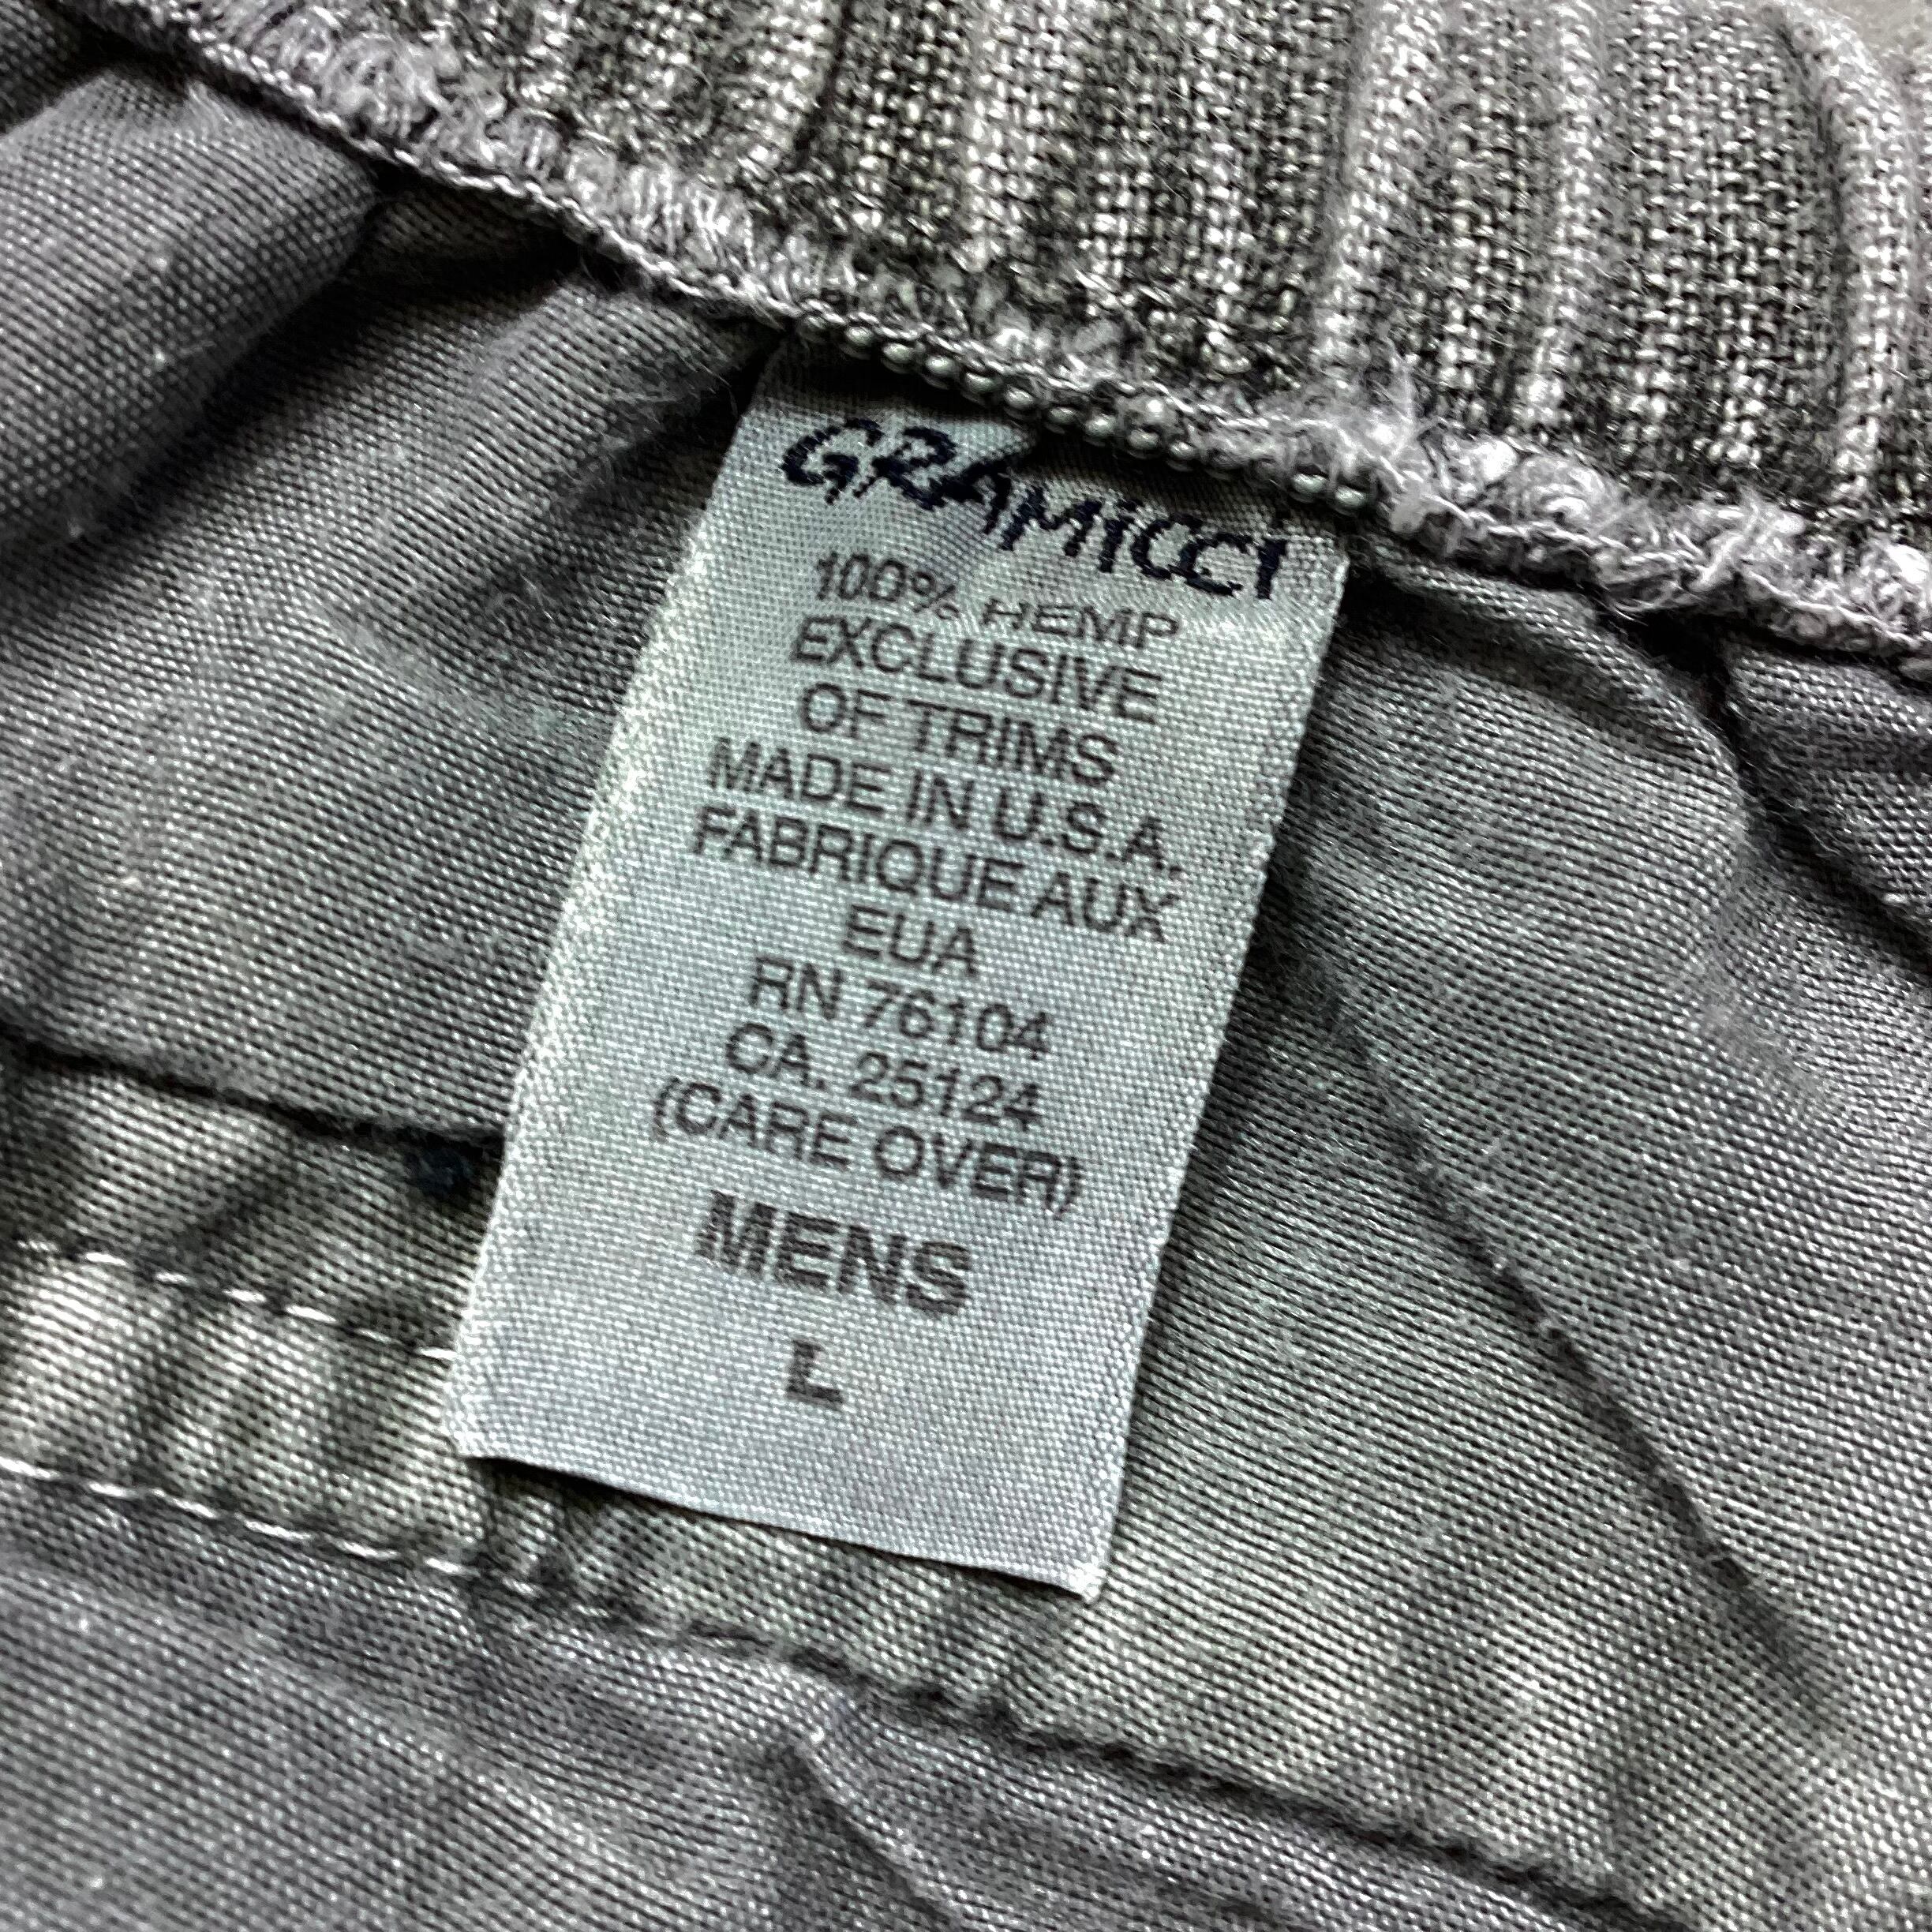 GRAMiCCi
100% HEMP
EXCLUSIVE
OF TRIMS
MADE IN U.S.A.
FABRIQUE AUX
EUA
RN 76104
CA. 25124
(CARE OVER)
MENS
L